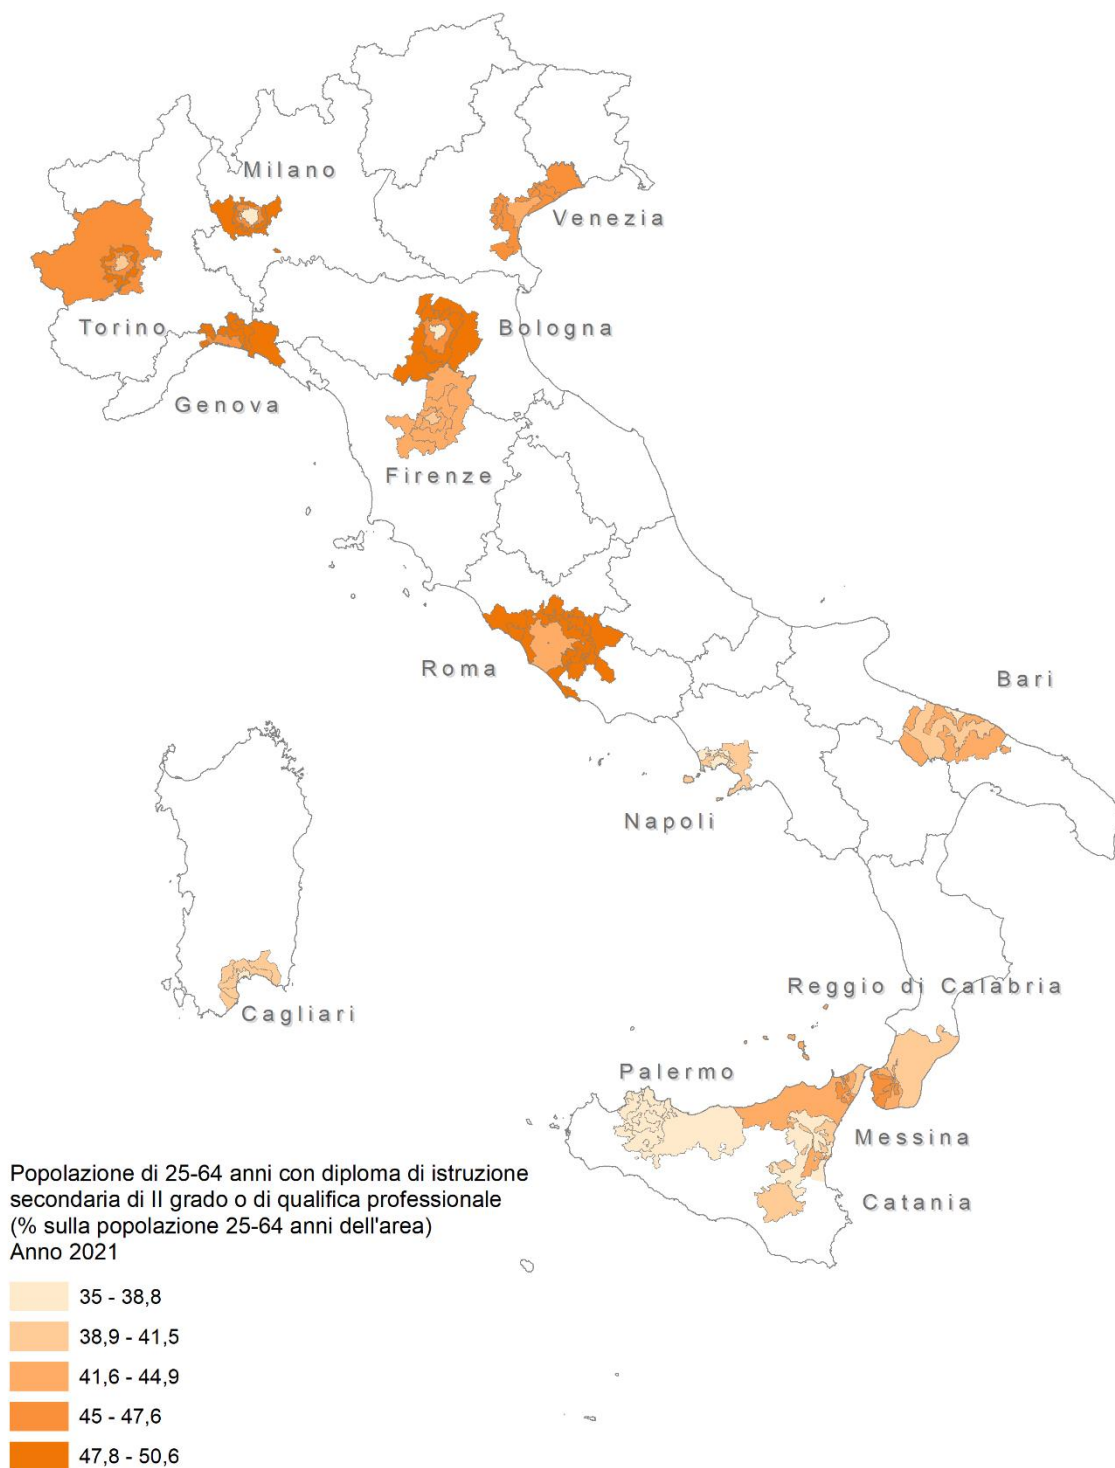 Milano
Venezia
Torino
Bologna
Genova
Firenze
Roma
Bari
Napoli
Cagliari
Reggio di Calabria
Palermo
Messina
Catania
Popolazione di 25-64 anni con diploma di istruzione
secondaria di II grado o di qualifica professionale
(% sulla popolazione 25-64 anni dell'area)
Anno 2021
35 - 38,8
38,9 - 41,5
41,6 - 44,9
45 - 47,6
47,8 - 50,6